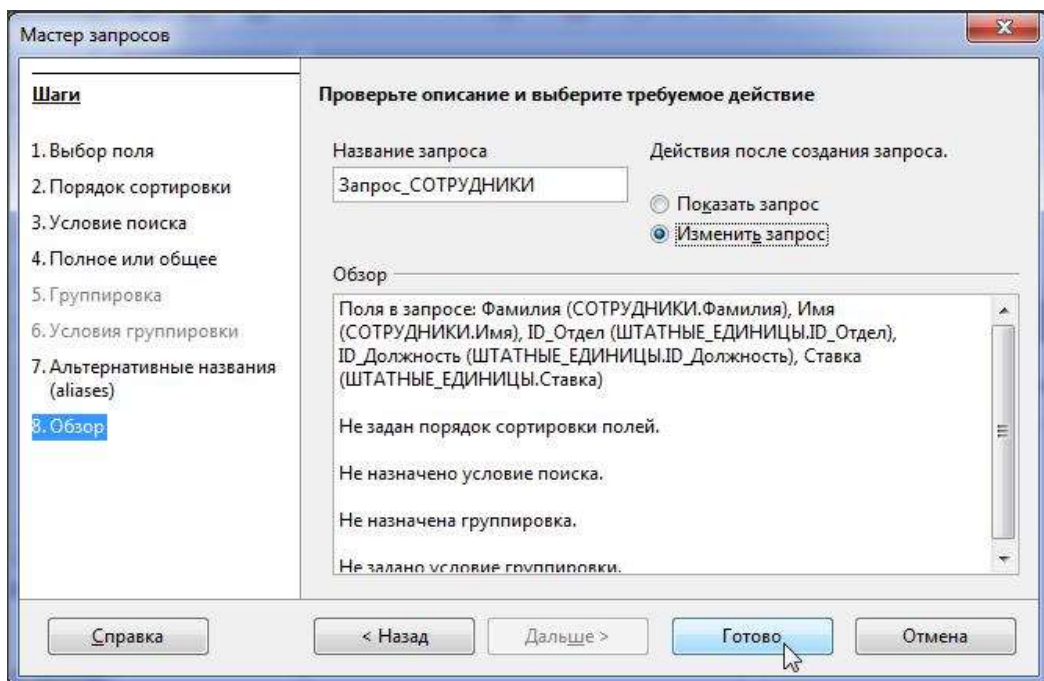 Мастер запросов
Шаги
1. Выбор поля
2. Порядок сортировки
3. Условие поиска
4. Полное или общее
5. Группировка
6. Условия группировки
7. Альтернативные названия
(aliases)
8. Обзор
Проверьте описание и выберите требуемое действие
Название запроса
Запрос_СОТРУДНИКИ
Действия после создания запроса.
Показать запрос
Изменить запрос
Обзор
Поля в запросе: Фамилия (СОТРУДНИКИ.Фамилия), Имя
(СОТРУДНИКИ.Имя), ID_Отдел (ШТАТНЫЕ_ЕДИНИЦЫ.ID_Отдел),
ID_Должность (ШТАТНЫЕ_ЕДИНИЦЫ.ID_Должность), Ставка
(ШТАТНЫЕ_ЕДИНИЦЫ.Ставка)
Не задан порядок сортировки полей.
Не назначено условие поиска.
Не назначена группировка.
Не задано условие группировки.
Справка
< Назад
Дальше >
Готово
Отмена